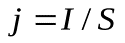 j = I / S